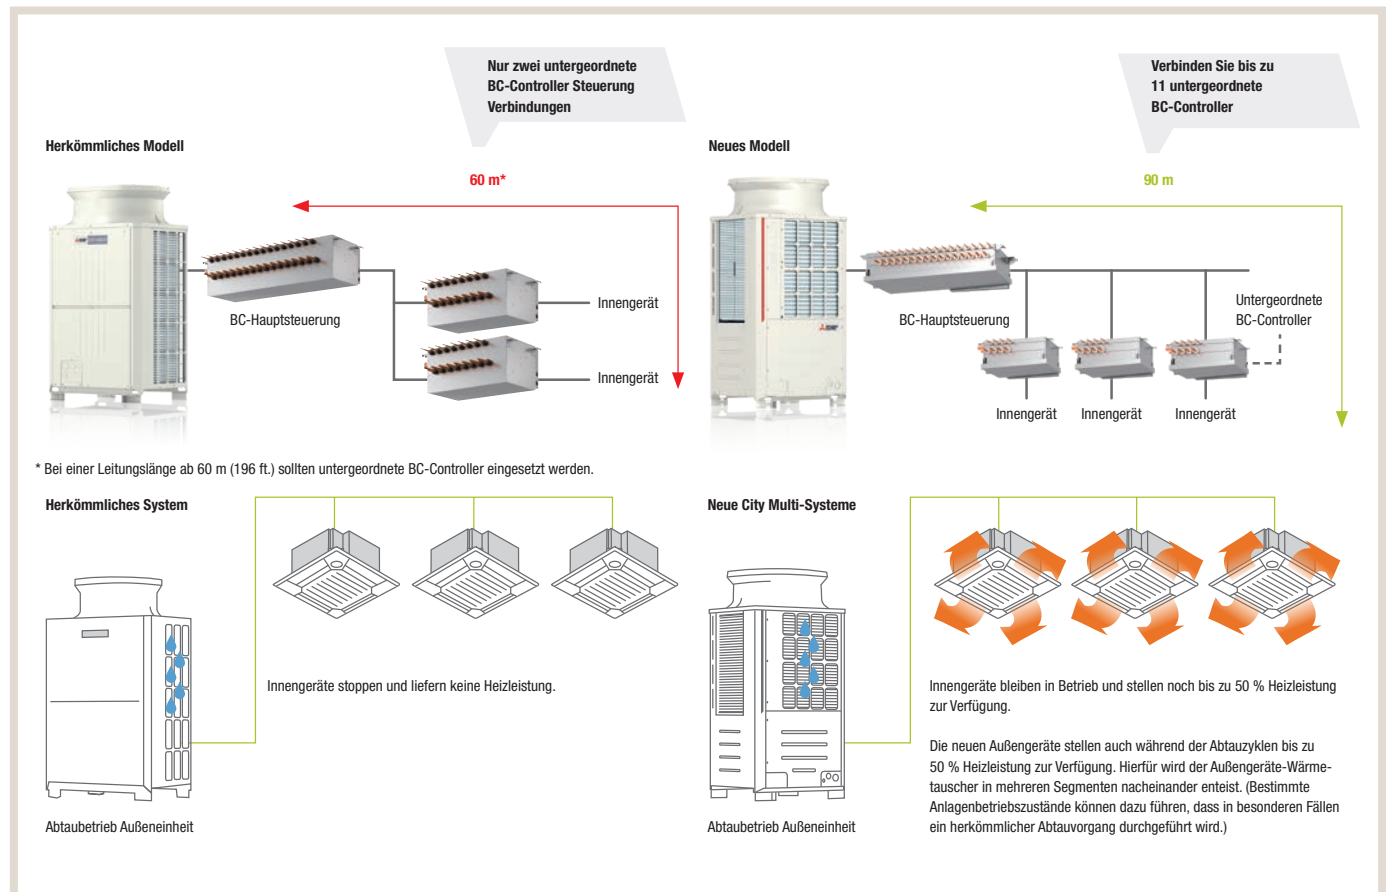 Nur zwei untergeordnete
BC-Controller Steuerung
Verbindungen
Herkömmliches Modell
60 m*
BC-Hauptsteuerung
Innengerät
Innengerät
Verbinden Sie bis zu
11 untergeordnete
BC-Controller
Neues Modell
90 m
BC-Hauptsteuerung
Untergeordnete
BC-Controller
Innengerät
Innengerät
Innengerät
* Bei einer Leitungslänge ab 60 m (196 ft.) sollten untergeordnete BC-Controller eingesetzt werden.
Herkömmliches System
Innengeräte stoppen und liefern keine Heizleistung.
Abtaubetrieb Außeneinheit
Neue City Multi-Systeme
Innengeräte bleiben in Betrieb und stellen noch bis zu 50 % Heizleistung
zur Verfügung.
Die neuen Außengeräte stellen auch während der Abtauzyklen bis zu
50 % Heizleistung zur Verfügung. Hierfür wird der Außengeräte-Wärme-
tauscher in mehreren Segmenten nacheinander enteist. (Bestimmte
Anlagenbetriebszustände können dazu führen, dass in besonderen Fällen
ein herkömmlicher Abtauvorgang durchgeführt wird.)
Abtaubetrieb Außeneinheit